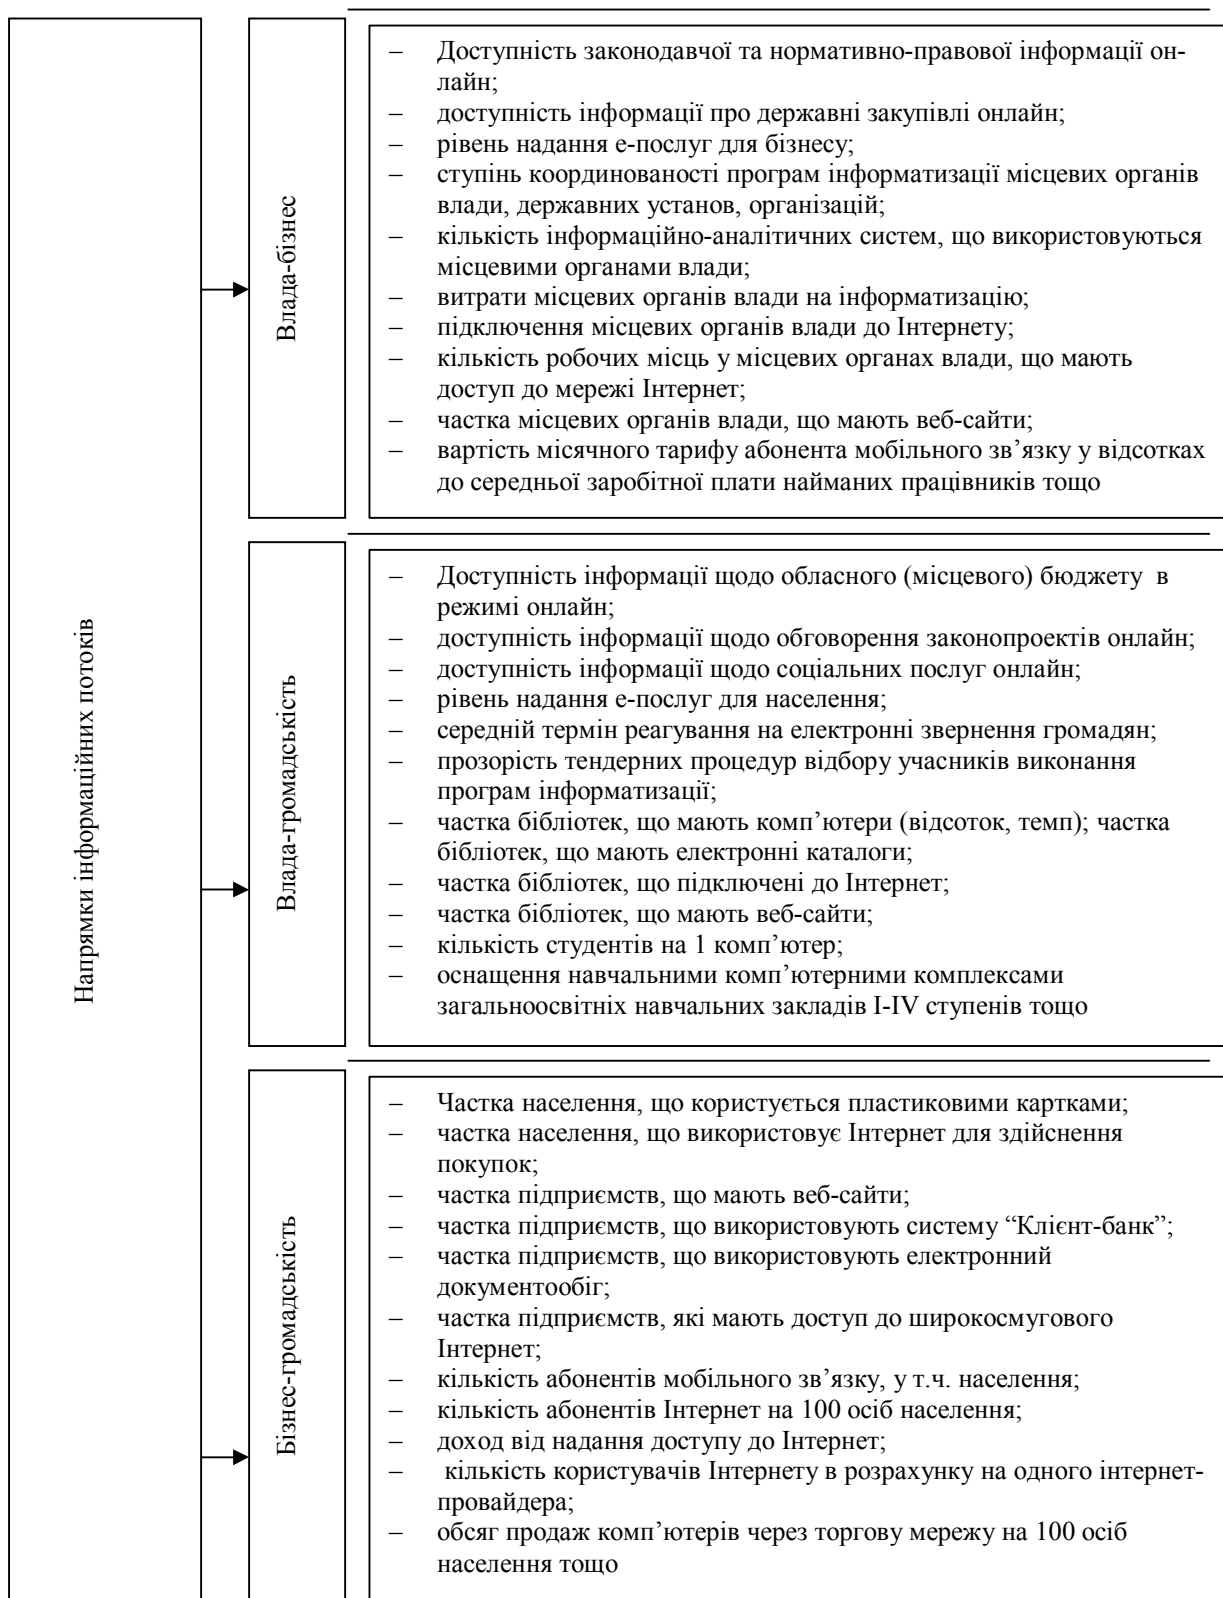 Напрямки інформаційних потоків
Влада-бізнес
– Доступність законодавчої та нормативно-правової інформації он-
лайн;
– доступність інформації про державні закупівлі онлайн;
– рівень надання е-послуг для бізнесу;
– ступінь координованості програм інформатизації місцевих органів
влади, державних установ, організацій;
– кількість інформаційно-аналітичних систем, що використовуються
місцевими органами влади;
– витрати місцевих органів влади на інформатизацію;
– підключення місцевих органів влади до Інтернету;
– кількість робочих місць у місцевих органах влади, що мають
доступ до мережі Інтернет;
– частка місцевих органів влади, що мають веб-сайти;
– вартість місячного тарифу абонента мобільного зв’язку у відсотках
до середньої заробітної плати найманих працівників тощо
Влада-громадськість
– Доступність інформації щодо обласного (місцевого) бюджету в
режимі онлайн;
– доступність інформації щодо обговорення законопроектів онлайн;
– доступність інформації щодо соціальних послуг онлайн;
– рівень надання е-послуг для населення;
– середній термін реагування на електронні звернення громадян;
– прозорість тендерних процедур відбору учасників виконання
програм інформатизації;
– частка бібліотек, що мають комп’ютери (відсоток, темп); частка
бібліотек, що мають електронні каталоги;
– частка бібліотек, що підключені до Інтернет;
– частка бібліотек, що мають веб-сайти;
– кількість студентів на 1 комп’ютер;
– оснащення навчальними комп’ютерними комплексами
загальноосвітніх навчальних закладів I-IV ступенів тощо
Бізнес-громадськість
– Частка населення, що користується пластиковими картками;
– частка населення, що використовує Інтернет для здійснення
покупок;
– частка підприємств, що мають веб-сайти;
– частка підприємств, що використовують систему “Клієнт-банк”;
– частка підприємств, що використовують електронний
документообіг;
– частка підприємств, які мають доступ до широкосмугового
Інтернет;
– кількість абонентів мобільного зв’язку, у т.ч. населення;
– кількість абонентів Інтернет на 100 осіб населення;
– доход від надання доступу до Інтернет;
– кількість користувачів Інтернету в розрахунку на одного інтернет-
провайдера;
– обсяг продаж комп’ютерів через торгову мережу на 100 осіб
населення тощо